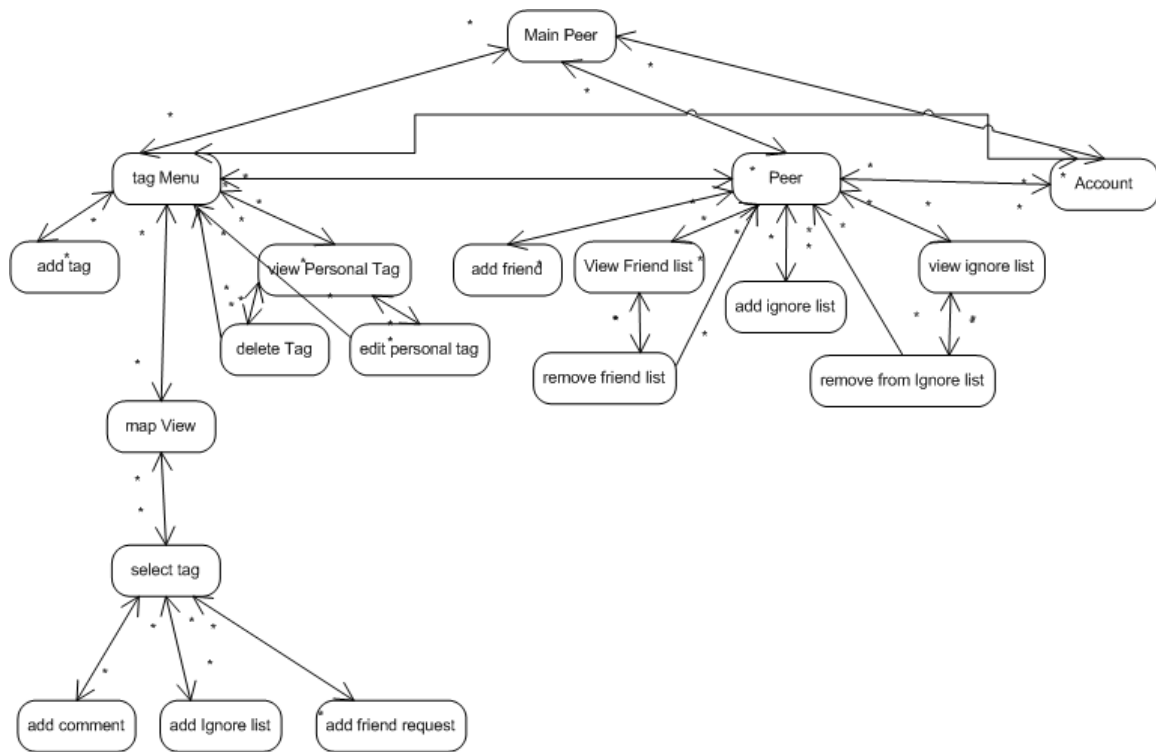 Main Peer
tag Menu
Peer
Account
add tag
view Personal Tag
add friend
View Friend list
view ignore list
add ignore list
delete Tag
edit personal tag
remove friend list
remove from Ignore list
map View
select tag
add comment
add Ignore list
add friend request